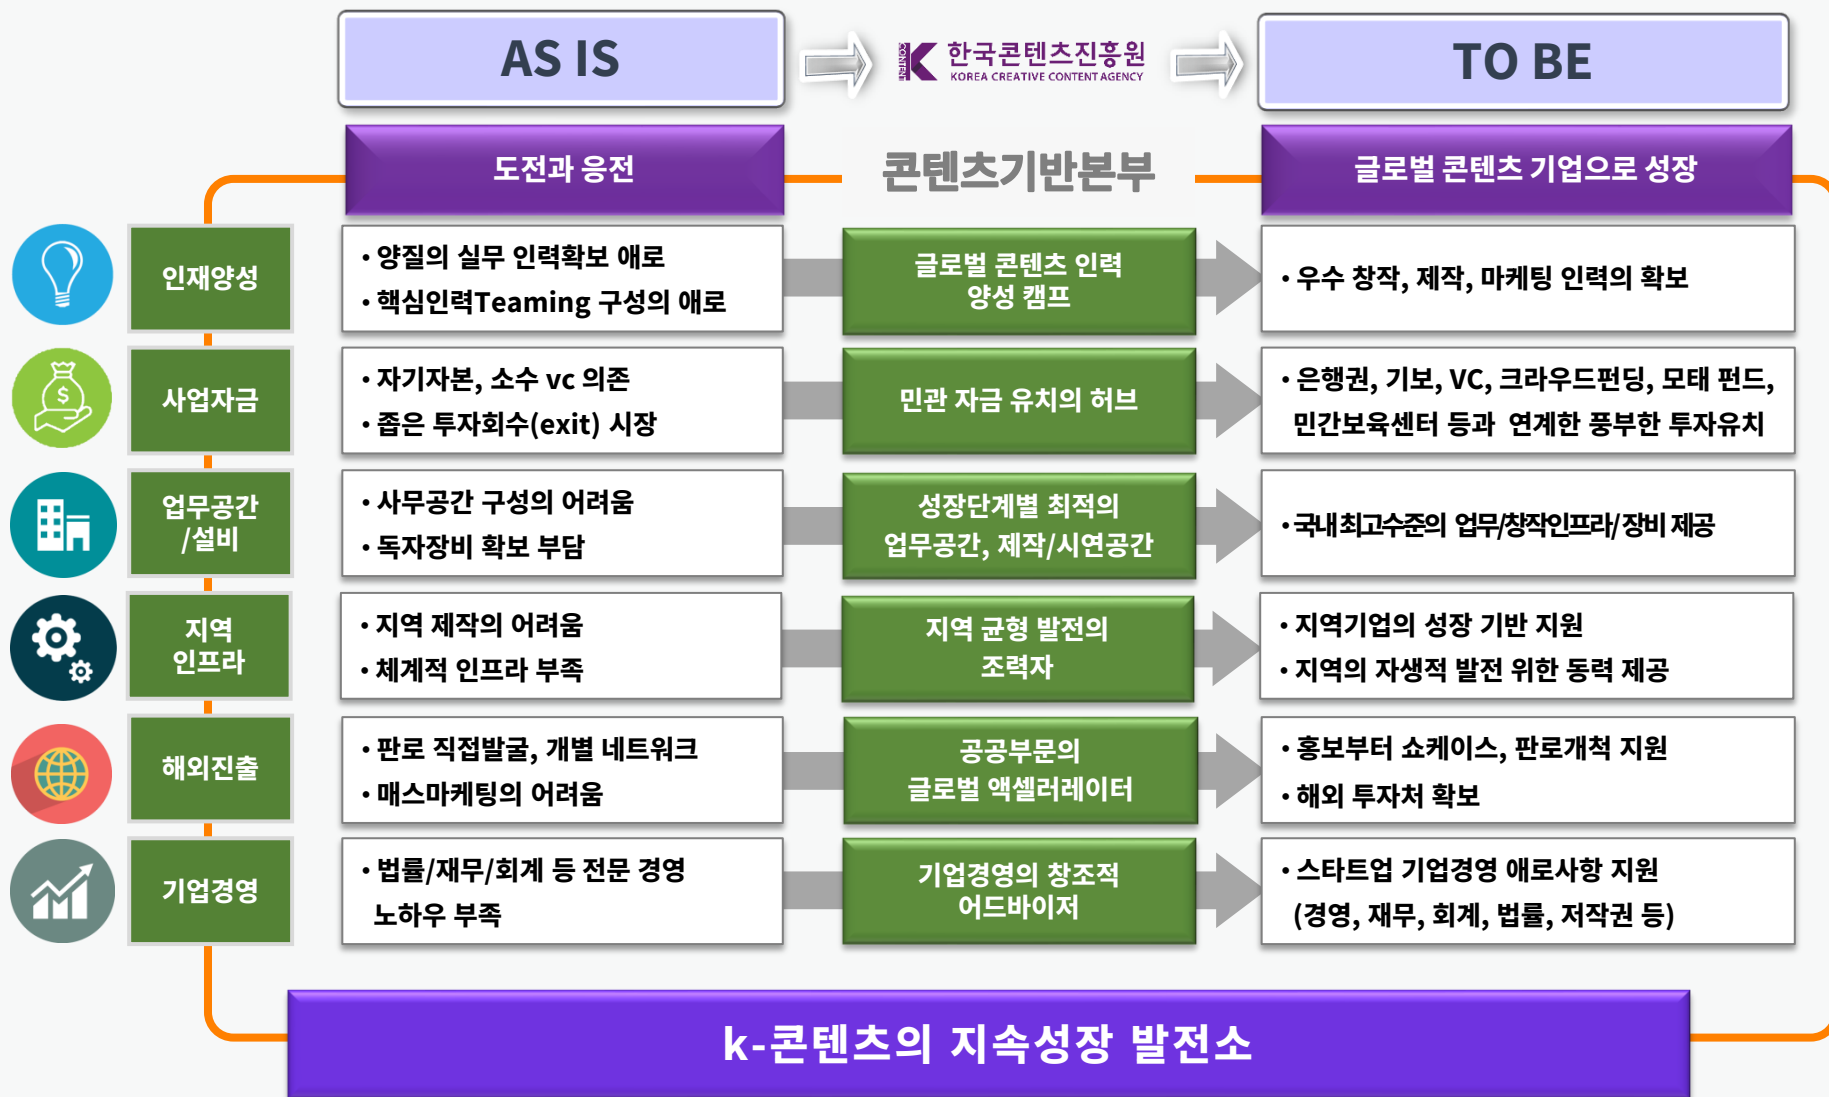 AS IS
CONTENT
K
한국콘텐츠진흥원
KOREA CREATIVE CONTENT AGENCY
TO BE
도전과 응전
콘텐츠기반본부
글로벌 콘텐츠 기업으로 성장
인재양성
• 양질의 실무 인력확보 애로
• 핵심인력Teaming 구성의 애로
글로벌 콘텐츠 인력
양성 캠프
• 우수 창작, 제작, 마케팅 인력의 확보
$
사업자금
• 자기자본, 소수 vc 의존
• 좁은 투자회수(exit) 시장
민관 자금 유치의 허브
• 은행권, 기보, VC, 크라우드펀딩, 모태 펀드,
민간보육센터 등과 연계한 풍부한 투자유치
업무공간
/설비
• 사무공간 구성의 어려움
• 독자장비 확보 부담
성장단계별 최적의
업무공간, 제작/시연공간
• 국내최고수준의 업무/창작인프라/장비 제공
지역
인프라
• 지역 제작의 어려움
• 체계적 인프라 부족
지역 균형 발전의
조력자
• 지역기업의 성장 기반 지원
• 지역의 자생적 발전 위한 동력 제공
해외진출
• 판로 직접발굴, 개별 네트워크
• 매스마케팅의 어려움
공공부문의
글로벌 액셀러레이터
• 홍보부터 쇼케이스, 판로개척 지원
• 해외 투자처 확보
기업경영
• 법률/재무/회계 등 전문 경영
노하우 부족
기업경영의 창조적
어드바이저
• 스타트업 기업경영 애로사항 지원
(경영, 재무, 회계, 법률, 저작권 등)
k-콘텐츠의 지속성장 발전소